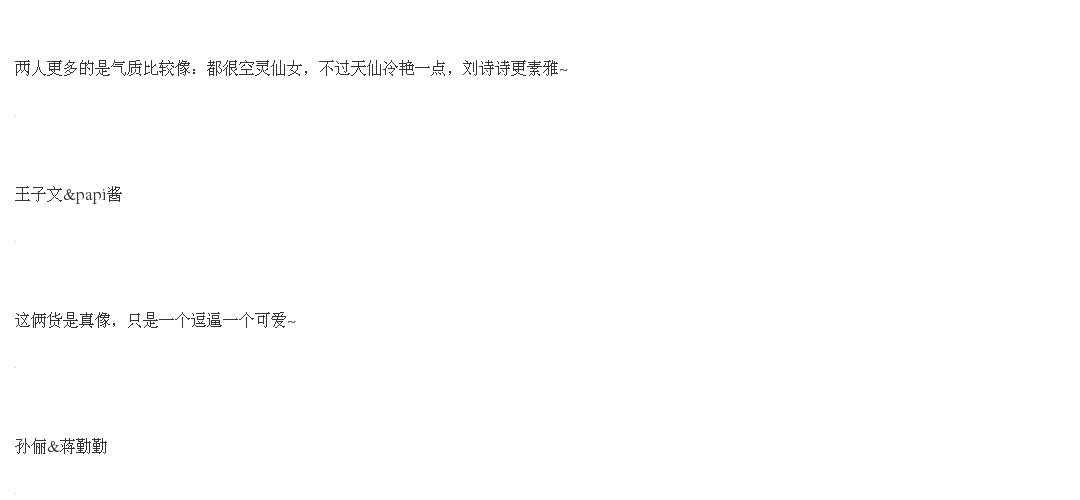 两人更多的是气质比较像：都很空灵仙女，不过天仙冷艳一点，刘诗诗更素雅~
王子文&papi酱
这俩货是真像，只是一个逗逼一个可爱~
孙俪&蒋勤勤